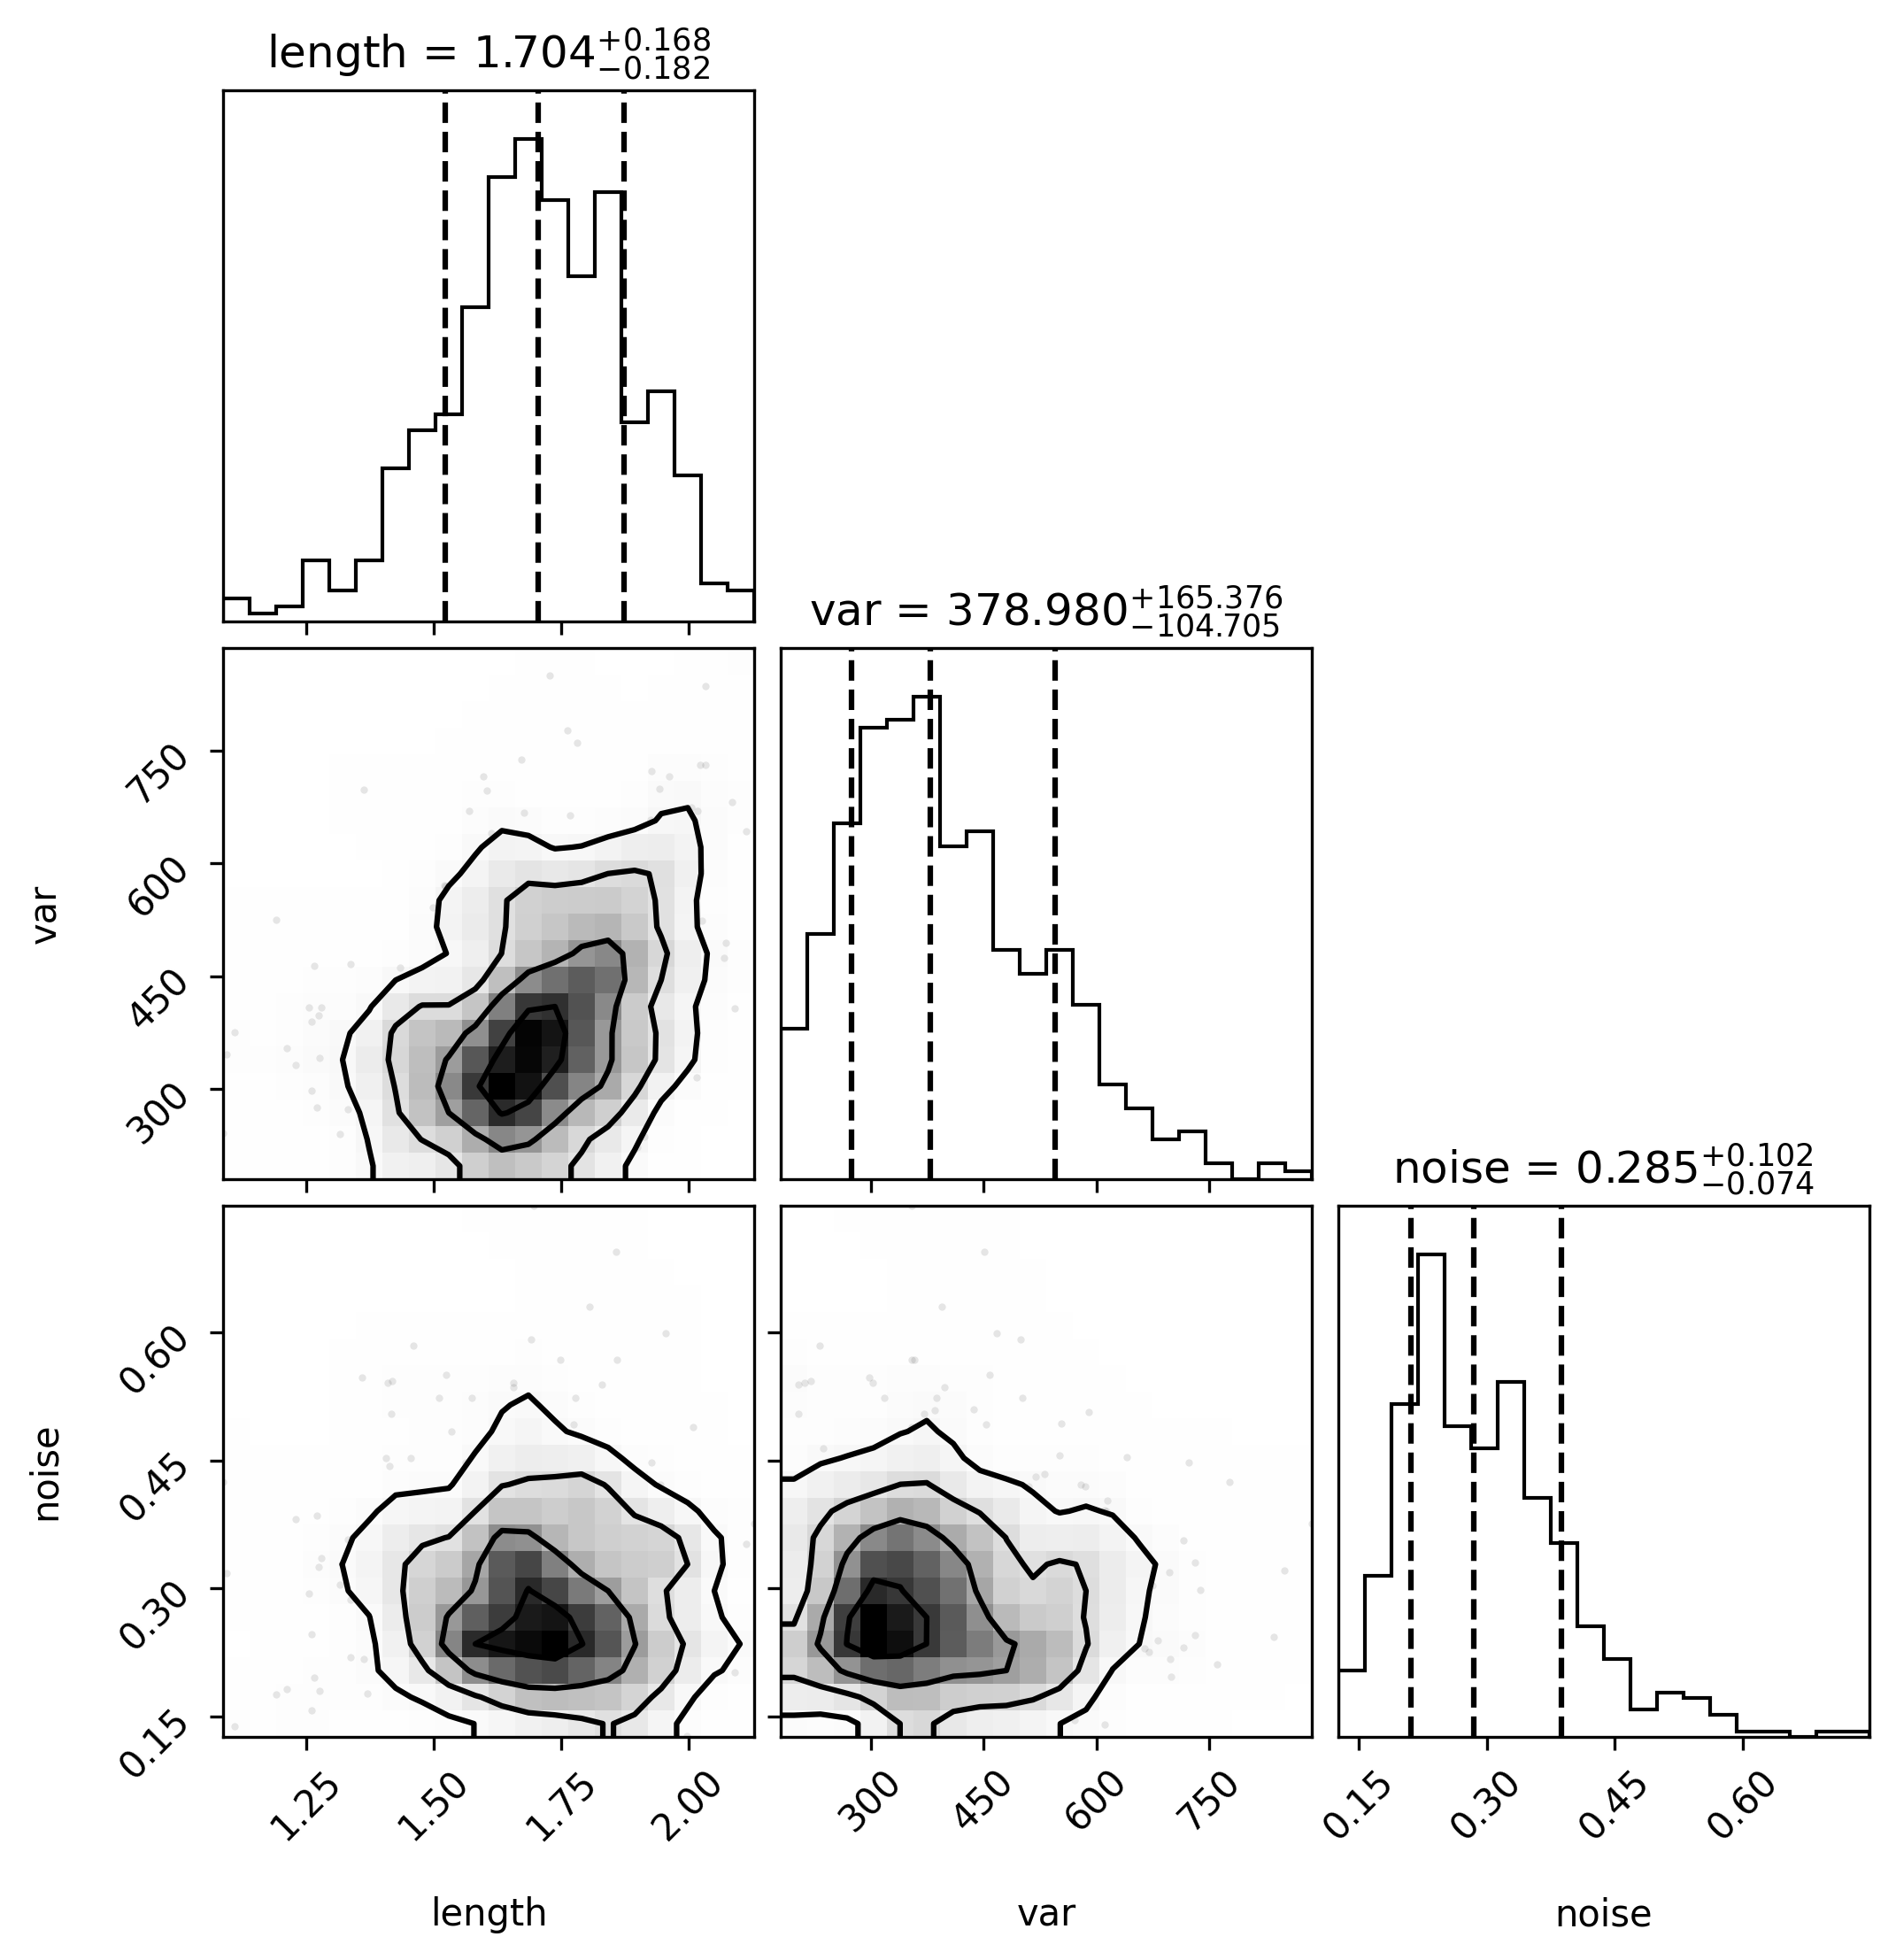 length = 1.704+0.168−0.182
var = 378.980+165.376−104.705
750
600
450
300
var
noise = 0.285+0.102−0.074
0.60
0.45
0.30
0.15
noise
1.25 1.50 1.75 2.00 300 450 600 750 0.15 0.30 0.45 0.60
length var noise